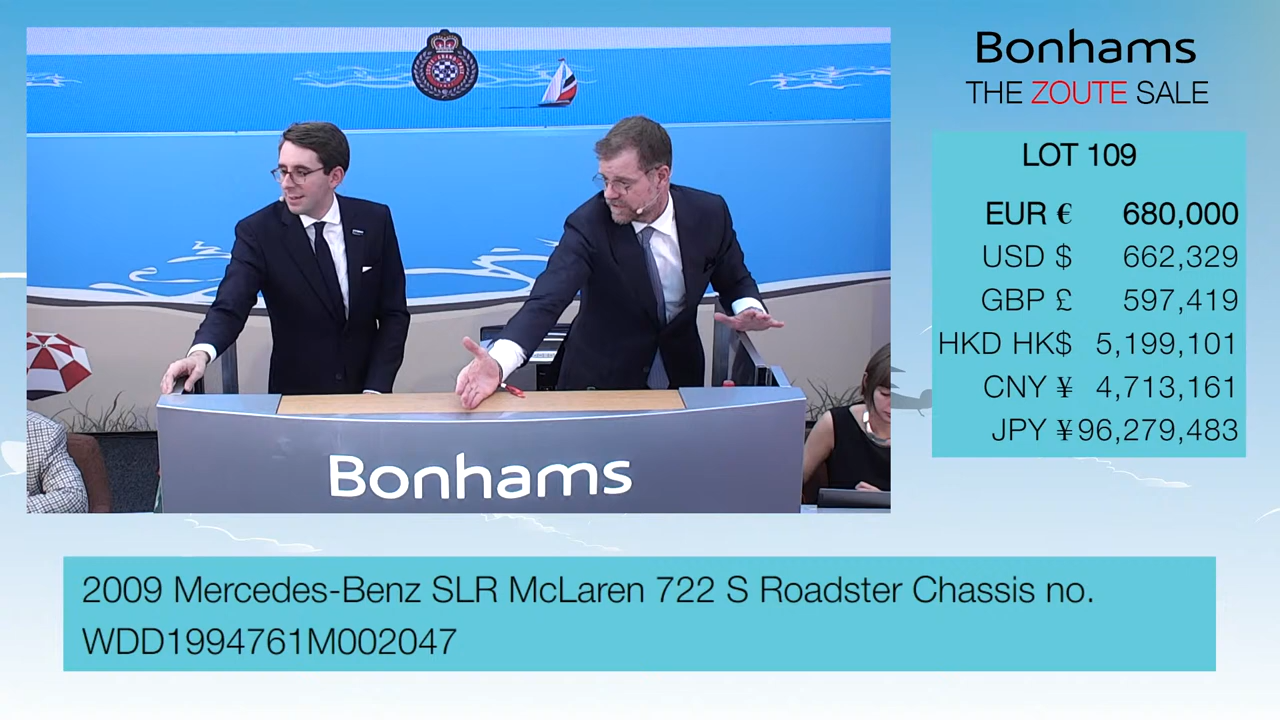 Bonhams
THE ZOUTE SALE
LOT 109
EUR € 680,000
USD $ 662,329
GBP £ 597,419
HKD HK$ 5,199,101
CNY ¥ 4,713,161
JPY ¥ 96,279,483
Bonhams
2009 Mercedes-Benz SLR McLaren 722 S Roadster Chassis no.
WDD1994761M002047